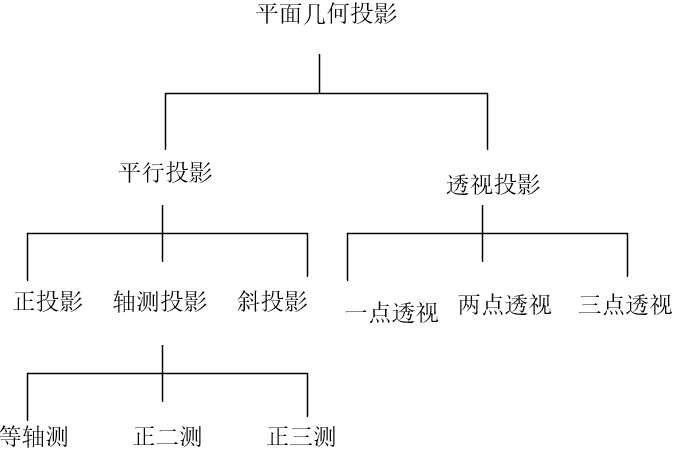 平面几何投影
平行投影
透视投影
正投影
轴测投影
斜投影
一点透视
两点透视
三点透视
等轴测
正二测
正三测